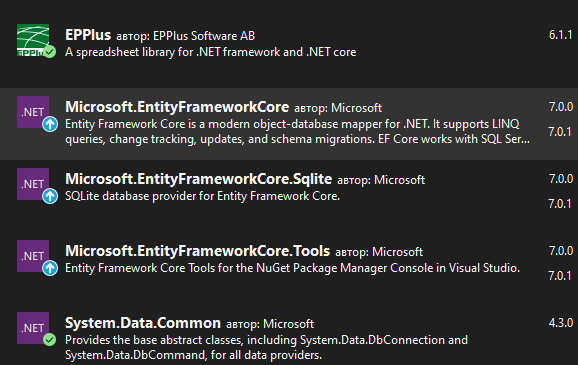 EPPlus автор: EPPlus Software AB 6.1.1
A spreadsheet library for .NET framework and .NET core
EPPlus
Microsoft.EntityFrameworkCore автор: Microsoft 7.0.0
.NET
Entity Framework Core is a modern object-database mapper for .NET. It supports LINQ 7.0.1
queries, change tracking, updates, and schema migrations. EF Core works with SQL Ser...
Microsoft.EntityFrameworkCore.Sqlite автор: Microsoft 7.0.0
.NET
SQLite database provider for Entity Framework Core. 7.0.1
Microsoft.EntityFrameworkCore.Tools автор: Microsoft 7.0.0
.NET
Entity Framework Core Tools for the NuGet Package Manager Console in Visual Studio. 7.0.1
System.Data.Common автор: Microsoft 4.3.0
.NET
Provides the base abstract classes, including System.Data.DbConnection and
System.Data.DbCommand, for all data providers.